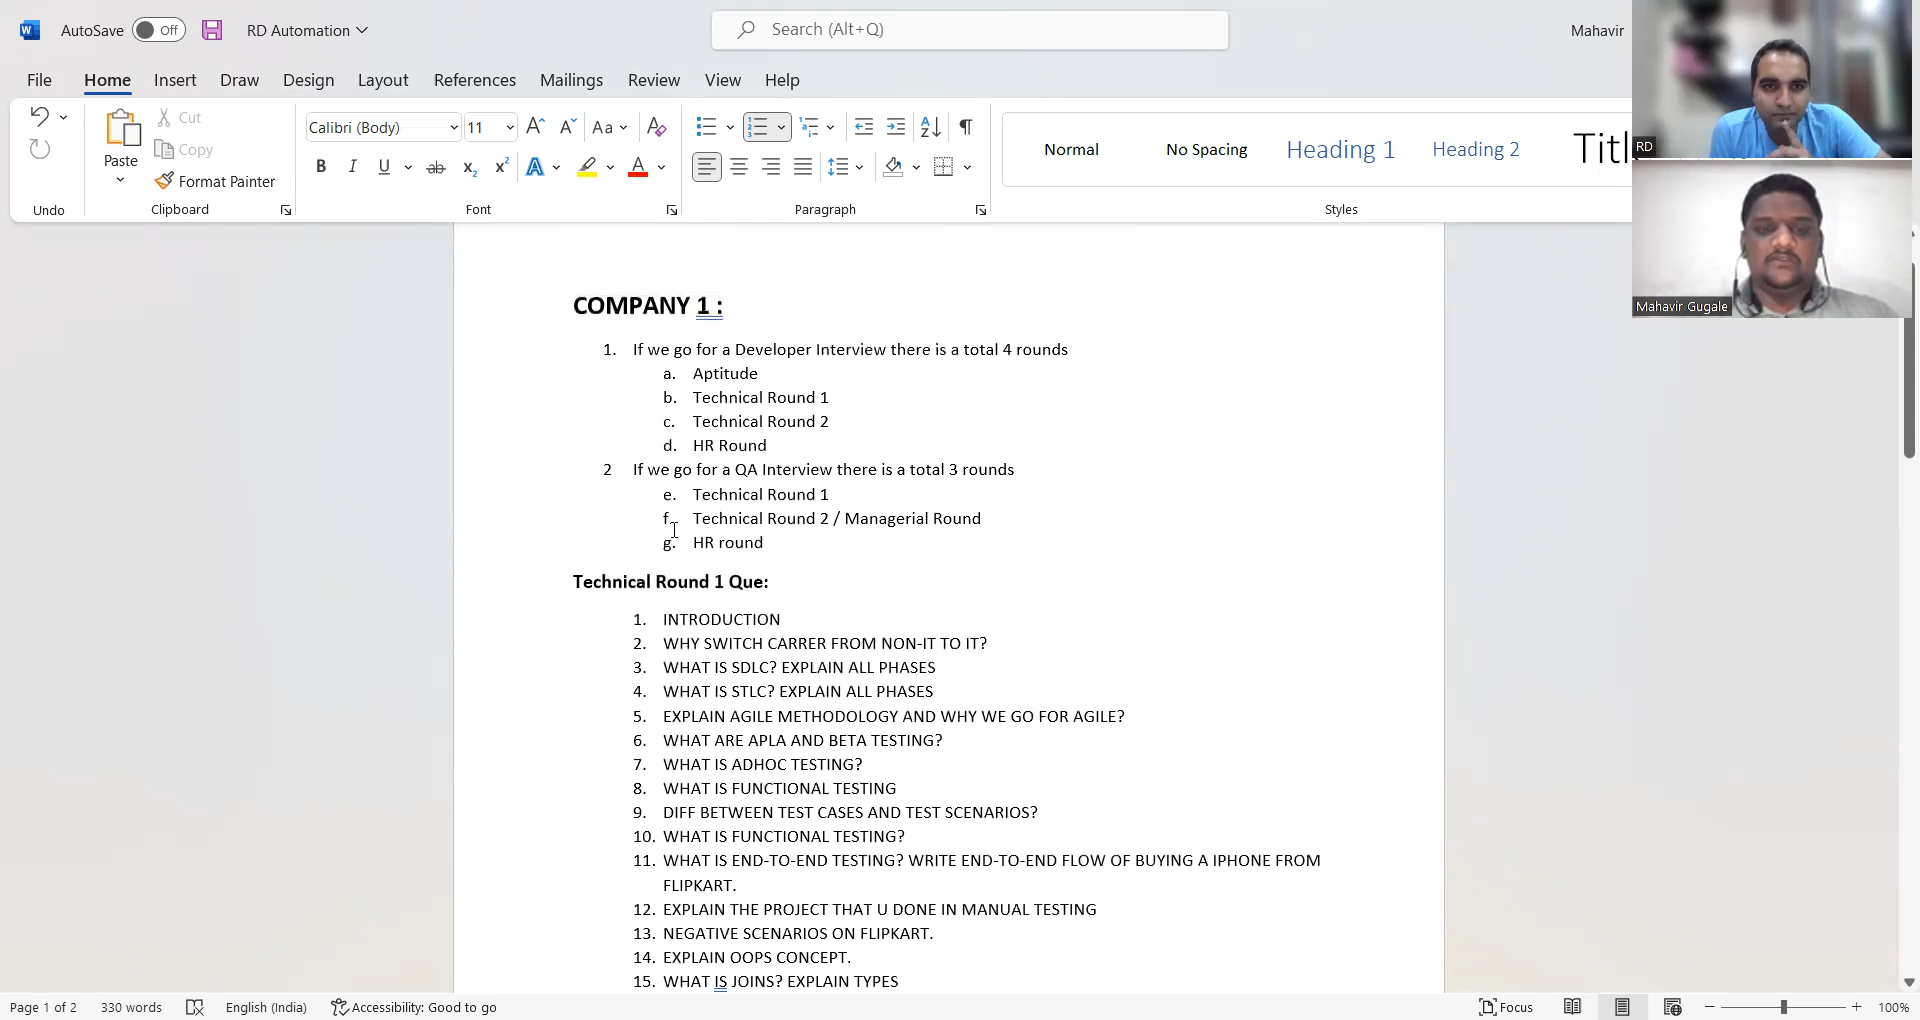 AutoSave Off RD Automation Search (Alt+Q) Mahavir
File Home Insert Draw Design Layout References Mailings Review View Help
Paste Cut
Copy
Format Painter
Calibri (Body) 11 Aa
B I U ab x₂ x² A A
Normal No Spacing Heading 1 Heading 2
Undo Clipboard Font Paragraph Styles
RD
Mahavir Gugale
COMPANY 1 :
1. If we go for a Developer Interview there is a total 4 rounds
a. Aptitude
b. Technical Round 1
c. Technical Round 2
d. HR Round
2 If we go for a QA Interview there is a total 3 rounds
e. Technical Round 1
f. Technical Round 2 / Managerial Round
g. HR round
Technical Round 1 Que:
1. INTRODUCTION
2. WHY SWITCH CARRER FROM NON-IT TO IT?
3. WHAT IS SDLC? EXPLAIN ALL PHASES
4. WHAT IS STLC? EXPLAIN ALL PHASES
5. EXPLAIN AGILE METHODOLOGY AND WHY WE GO FOR AGILE?
6. WHAT ARE APLA AND BETA TESTING?
7. WHAT IS ADHOC TESTING?
8. WHAT IS FUNCTIONAL TESTING
9. DIFF BETWEEN TEST CASES AND TEST SCENARIOS?
10. WHAT IS FUNCTIONAL TESTING?
11. WHAT IS END-TO-END TESTING? WRITE END-TO-END FLOW OF BUYING A IPHONE FROM
FLIPKART.
12. EXPLAIN THE PROJECT THAT U DONE IN MANUAL TESTING
13. NEGATIVE SCENARIOS ON FLIPKART.
14. EXPLAIN OOPS CONCEPT.
15. WHAT IS JOINS? EXPLAIN TYPES
Page 1 of 2 330 words English (India) Accessibility: Good to go Focus 100%